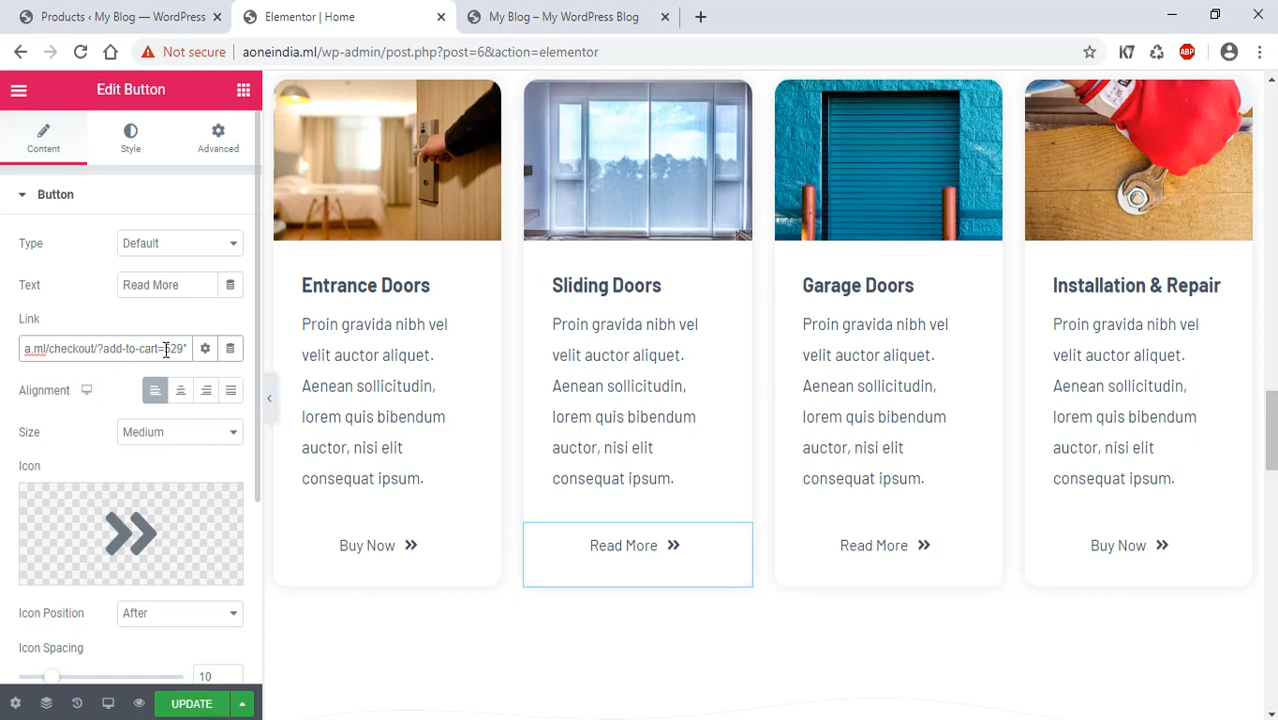 Products ‹ My Blog — WordPress
Elementor | Home
My Blog – My WordPress Blog
Not secure
aoneindia.ml/wp-admin/post.php?post=6&action=elementor
K7
ABP
Edit Button
Content
Style
Advanced
Button
Type
Default
Text
Read More
Link
a.ml/checkout/?add-to-cart=529"
Alignment
Size
Medium
Icon
Icon Position
After
Icon Spacing
10
UPDATE
Entrance Doors
Proin gravida nibh vel
velit auctor aliquet.
Aenean sollicitudin,
lorem quis bibendum
auctor, nisi elit
consequat ipsum.
Buy Now
Sliding Doors
Proin gravida nibh vel
velit auctor aliquet.
Aenean sollicitudin,
lorem quis bibendum
auctor, nisi elit
consequat ipsum.
Read More
Garage Doors
Proin gravida nibh vel
velit auctor aliquet.
Aenean sollicitudin,
lorem quis bibendum
auctor, nisi elit
consequat ipsum.
Read More
Installation & Repair
Proin gravida nibh vel
velit auctor aliquet.
Aenean sollicitudin,
lorem quis bibendum
auctor, nisi elit
consequat ipsum.
Buy Now